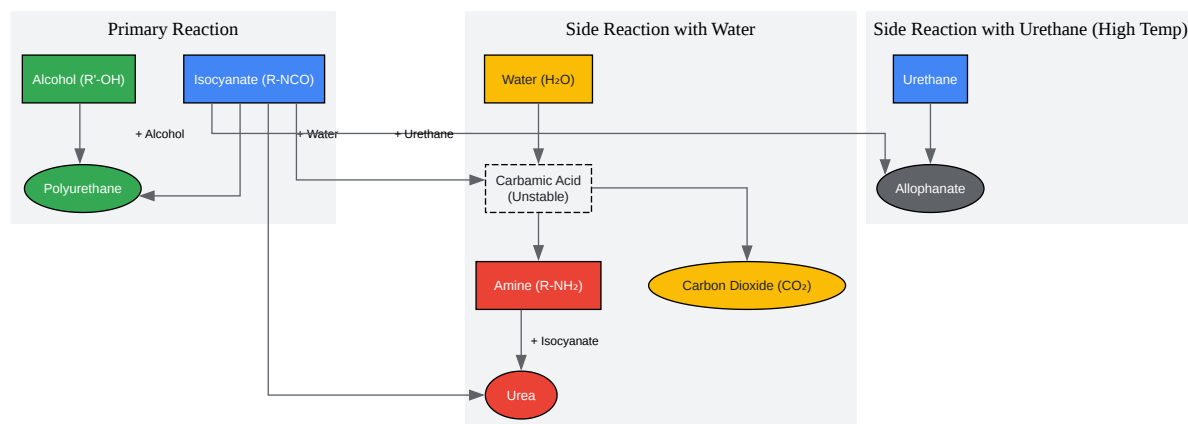 Primary Reaction
Side Reaction with Water
Side Reaction with Urethane (High Temp)
Alcohol (R'-OH)
Isocyanate (R-NCO)
Water (H₂O)
Urethane
+ Alcohol
+ Water
+ Urethane
Polyurethane
Carbamic Acid
(Unstable)
Allophanate
Amine (R-NH₂)
Carbon Dioxide (CO₂)
+ Isocyanate
Urea